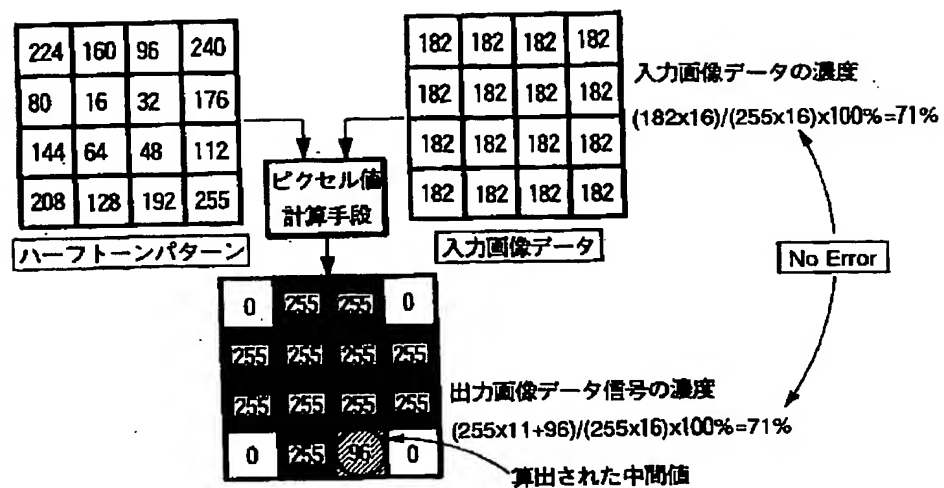 224 160 96 240
80 16 32 176
144 64 48 112
208 128 192 255
ハーフトーンパターン
182 182 182 182
182 182 182 182
182 182 182 182
182 182 182 182
入力画像データ
入力画像データの濃度
(182x16)/(255x16)x100%=71%
ピクセル値
計算手段
No Error
0 255 255 0
255 255 255 255
255 255 255 255
0 255 96 0
出力画像データ信号の濃度
(255x11+96)/(255x16)x100%=71%
算出された中間値